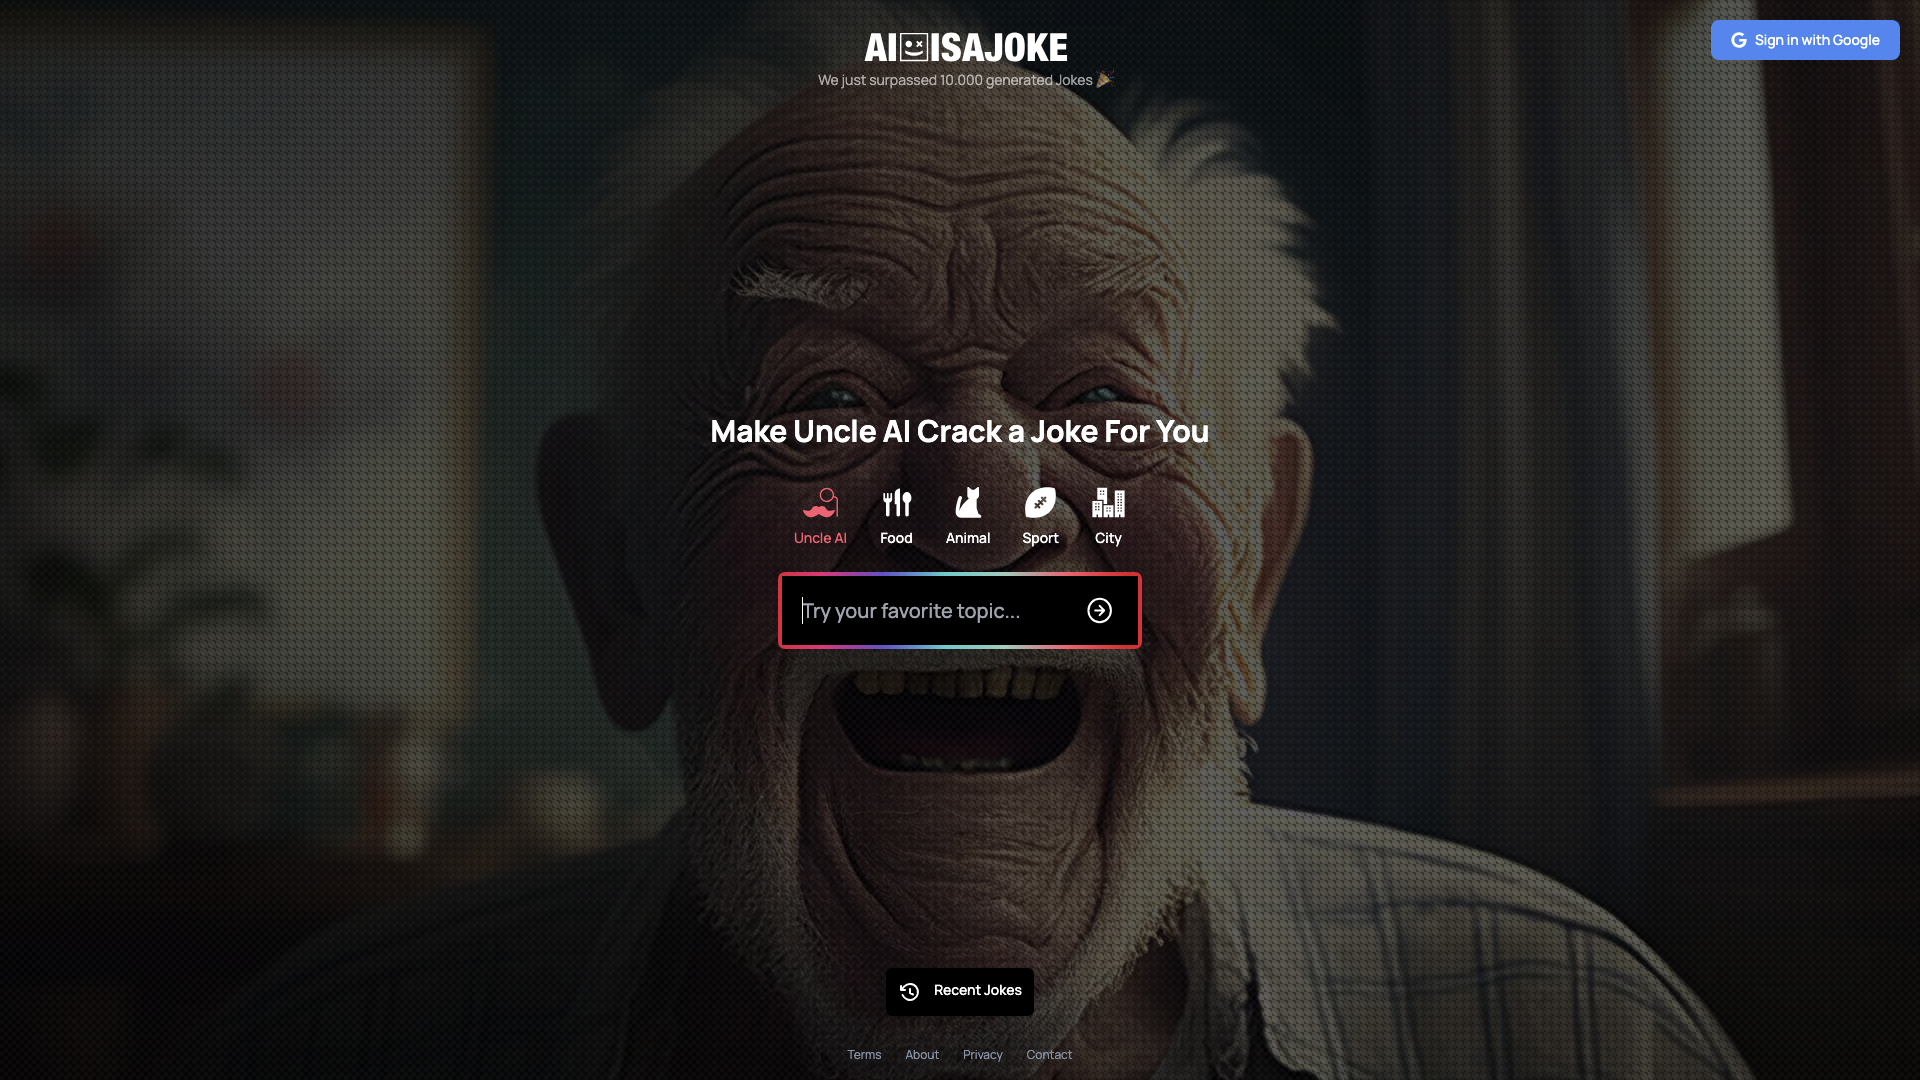 AI ISAJOKE
We just surpassed 10.000 generated Jokes 🎉
Sign in with Google
Make Uncle AI Crack a Joke For You
Uncle AI
Food
Animal
Sport
City
Try your favorite topic...
Recent Jokes
Terms
About
Privacy
Contact